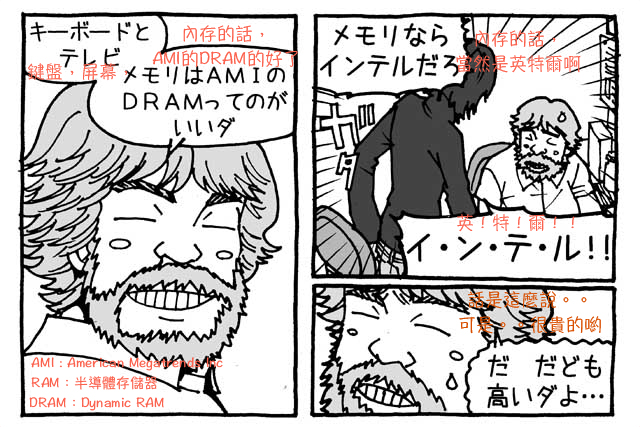 キーボードと
テレビ
鍵盤，屏幕
內存的話，
AMI的DRAM的好了
メモリはAMIの
DRAMってのが
いいダ
AMI：American Megatrends Inc
RAM：半導體存儲器
DRAM：Dynamic RAM
メモリなら
インテルだろ
內存的話，
當然是英特爾啊
ガダ
英！特！爾！！
イ・ン・テ・ル!!
話是這麼說。。
可是。。很貴的喲
だ だども
高いダよ…